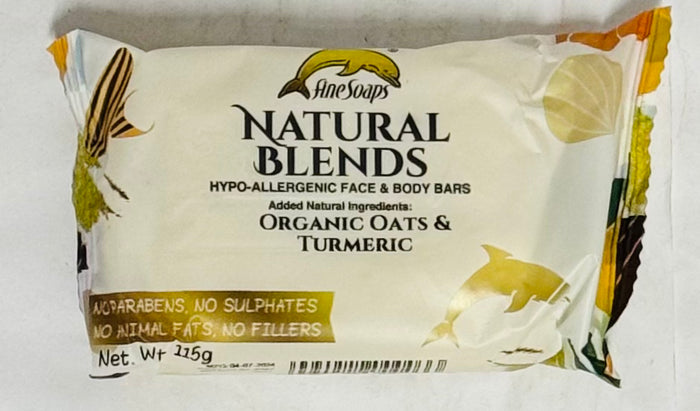 fineSoaps
®
NATURAL
BLENDS
HYPO-ALLERGENIC FACE & BODY BARS
Added Natural Ingredients:
ORGANIC OATS &
TURMERIC
NO PARABENS, NO SULPHATES
NO ANIMAL FATS, NO FILLERS
Net. Wt 115g